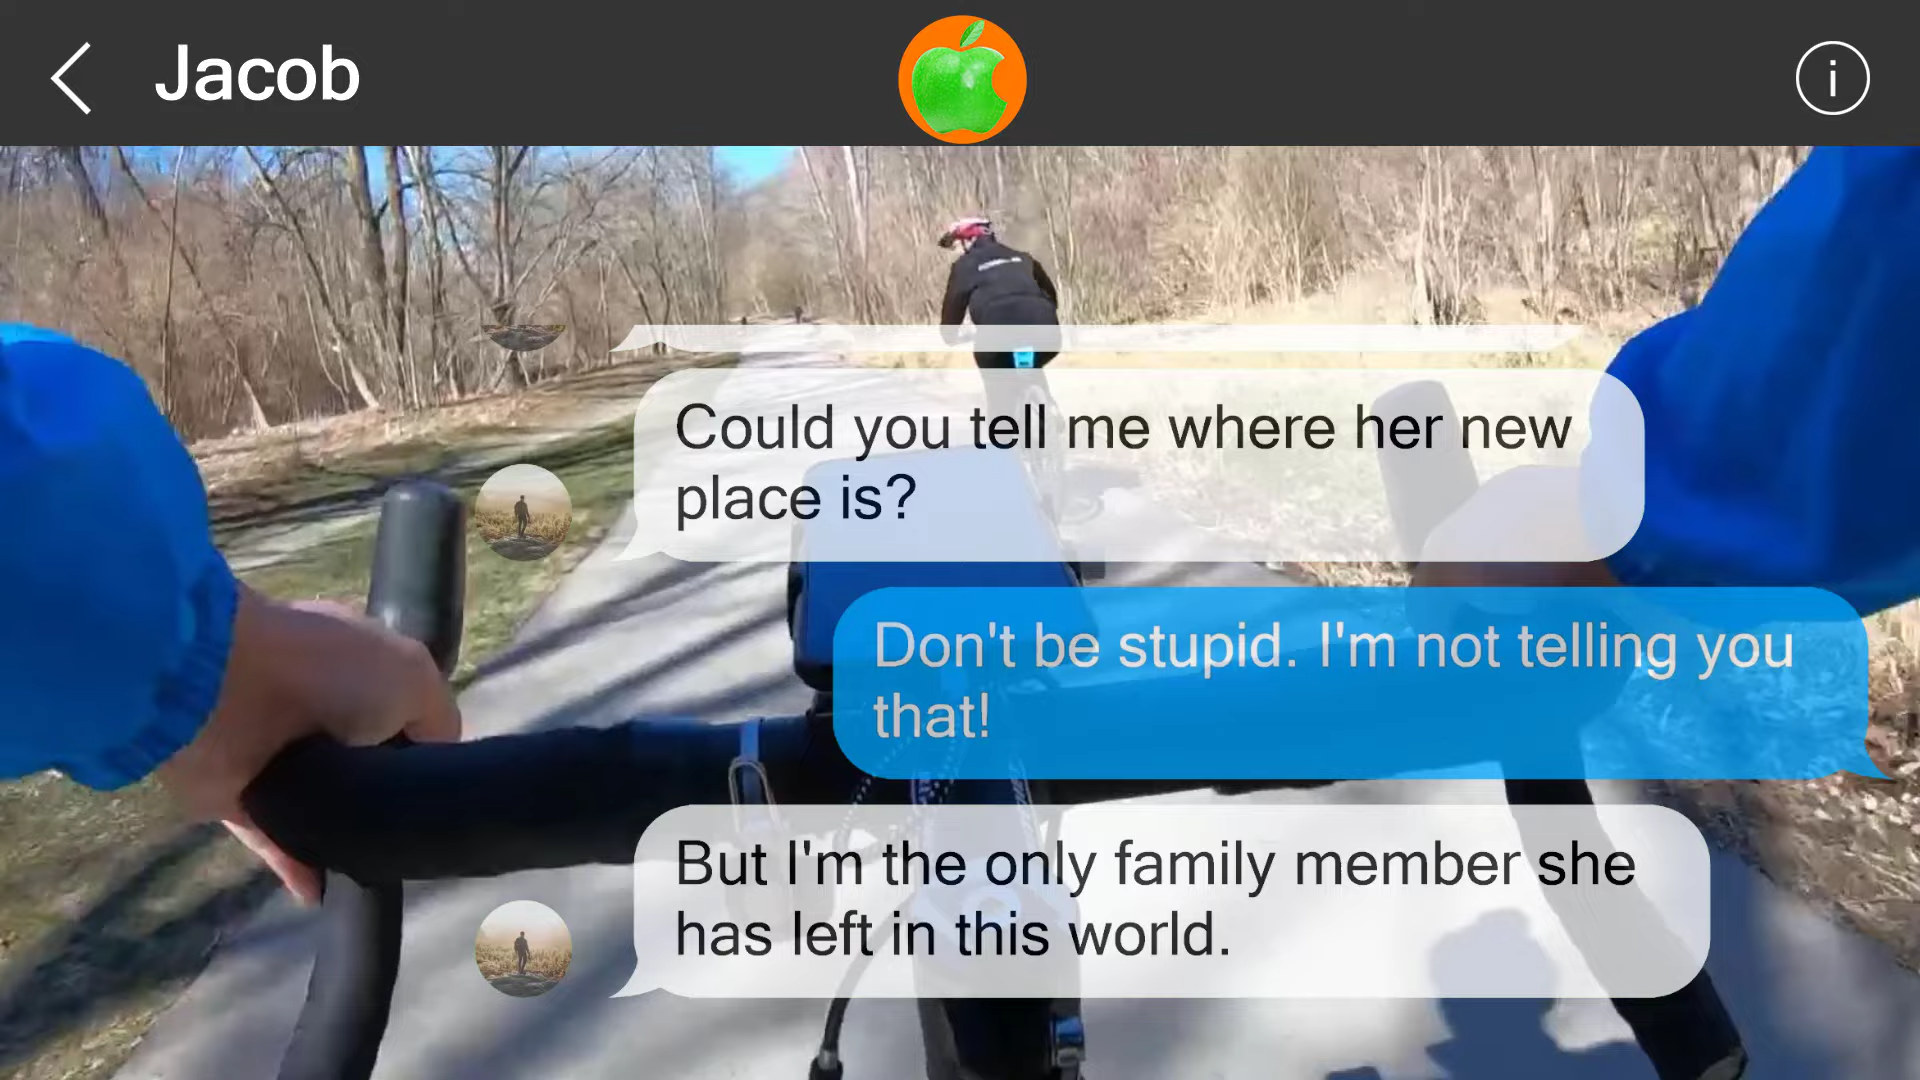 Jacob
i
Could you tell me where her new
place is?
Don't be stupid. I'm not telling you
that!
But I'm the only family member she
has left in this world.